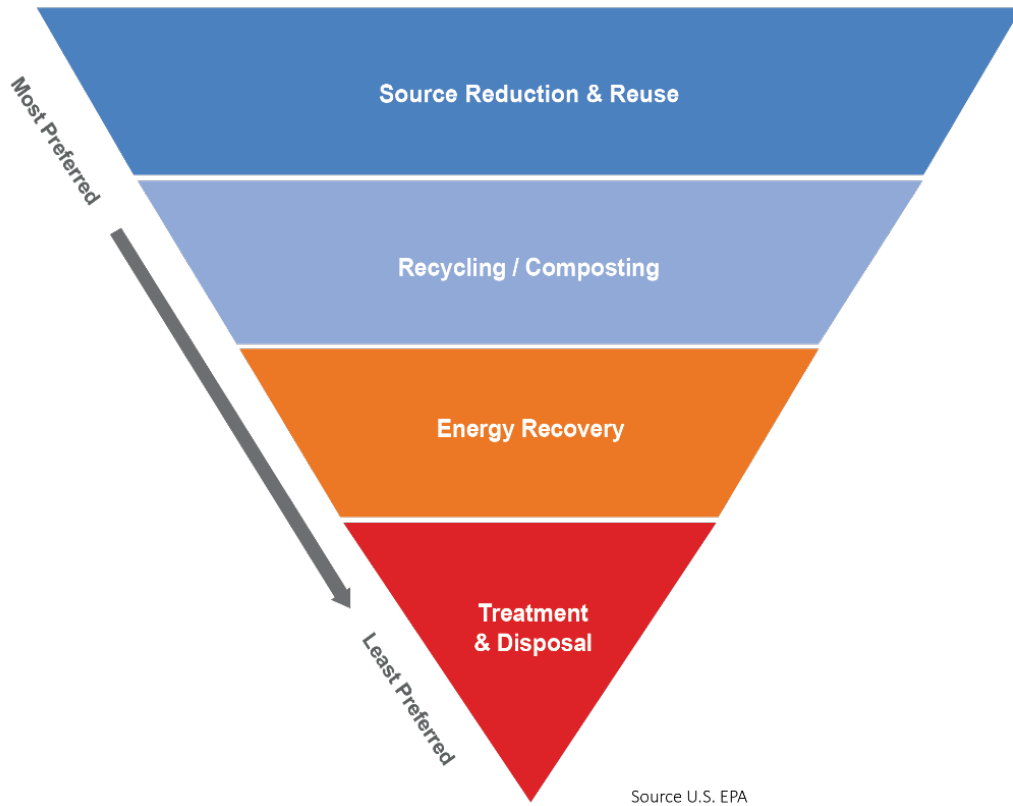 Most Preferred
Source Reduction & Reuse
Recycling / Composting
Energy Recovery
Treatment
& Disposal
Least Preferred
Source U.S. EPA